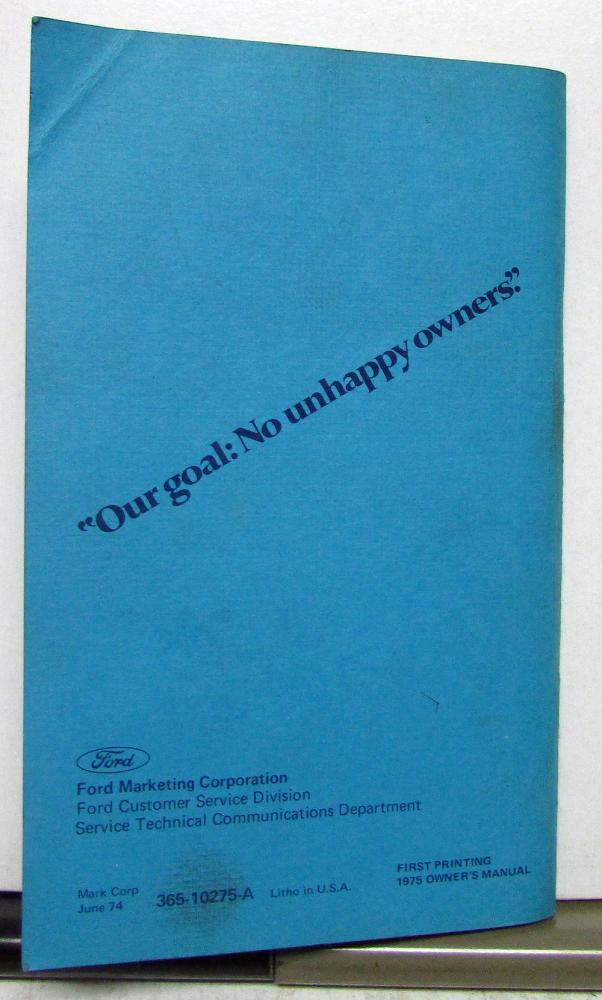 “Our goal: No unhappy owners.”
Ford
Ford Marketing Corporation
Ford Customer Service Division
Service Technical Communications Department
Mark Corp
June 74
365-10275-A
Litho in U.S.A.
FIRST PRINTING
1975 OWNER'S MANUAL